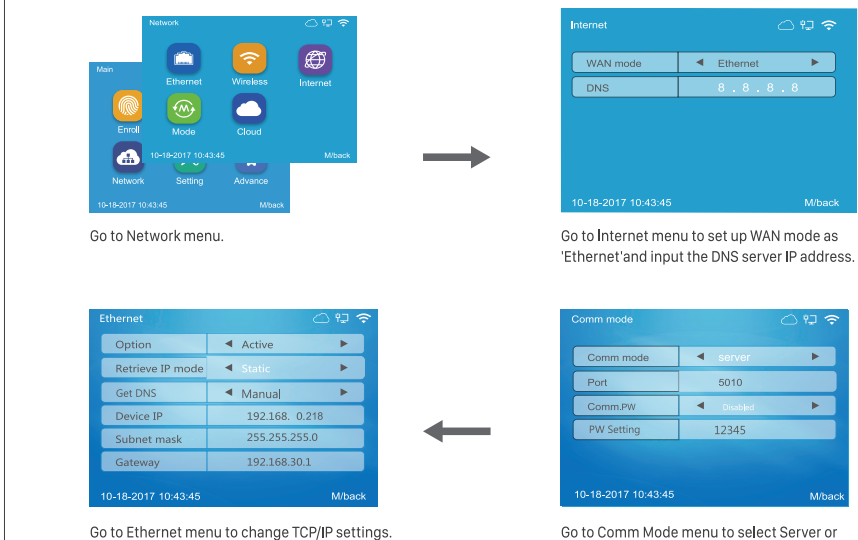 Network
Ethernet Wireless Internet
Mode Cloud
10-18-2017 10:43:45 M/back
Main
Enroll
Network Setting Advance
10-18-2017 10:43:45 M/back
Go to Network menu.
Internet
WAN mode Ethernet
DNS 8 . 8 . 8 . 8
10-18-2017 10:43:45 M/back
Go to Internet menu to set up WAN mode as
'Ethernet'and input the DNS server IP address.
Ethernet
Option Active
Retrieve IP mode Static
Get DNS Manual
Device IP 192.168. 0.218
Subnet mask 255.255.255.0
Gateway 192.168.30.1
10-18-2017 10:43:45 M/back
Go to Ethernet menu to change TCP/IP settings.
Comm mode
Comm mode server
Port 5010
Comm.PW Disabled
PW Setting 12345
10-18-2017 10:43:45 M/back
Go to Comm Mode menu to select Server or